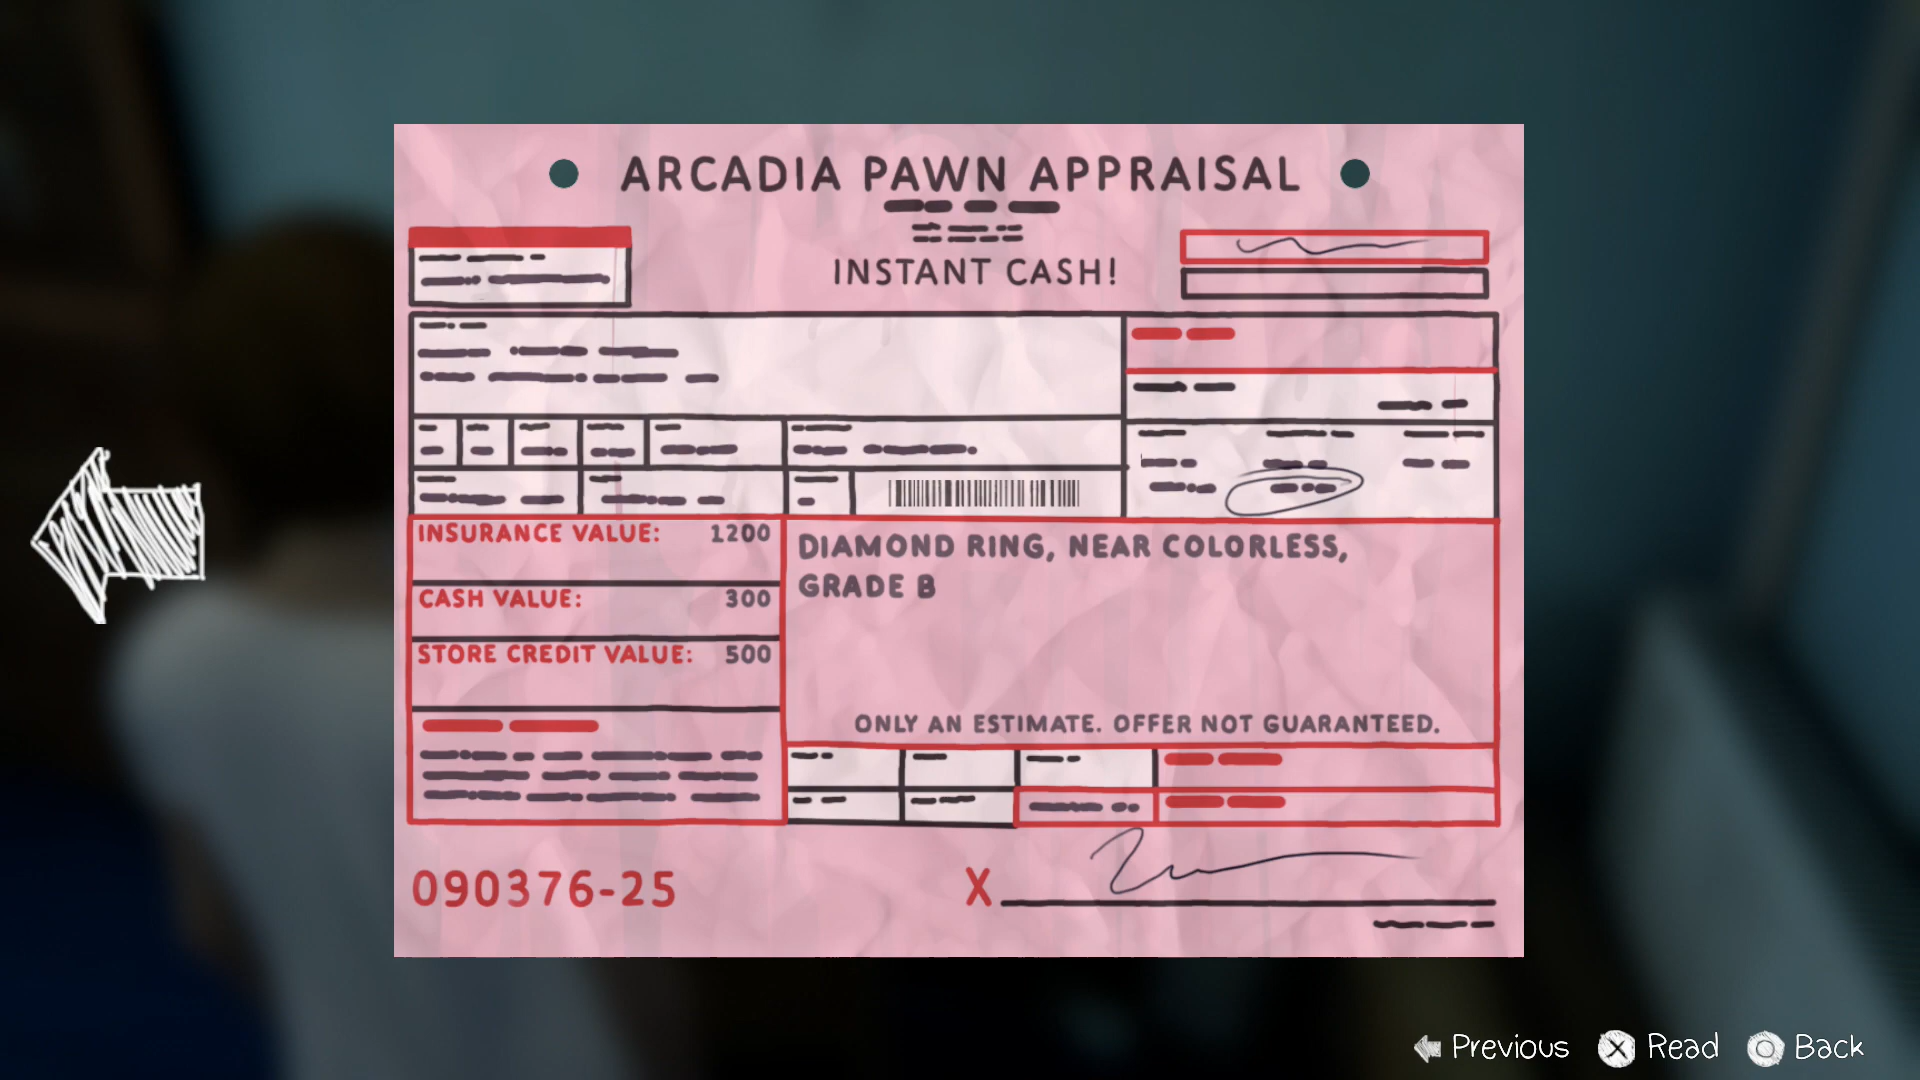 ARCADIA PAWN APPRAISAL
INSTANT CASH!
INSURANCE VALUE: 1200
CASH VALUE: 300
STORE CREDIT VALUE: 500
DIAMOND RING, NEAR COLORLESS,
GRADE B
ONLY AN ESTIMATE. OFFER NOT GUARANTEED.
090376-25
X
Previous
Read
Back